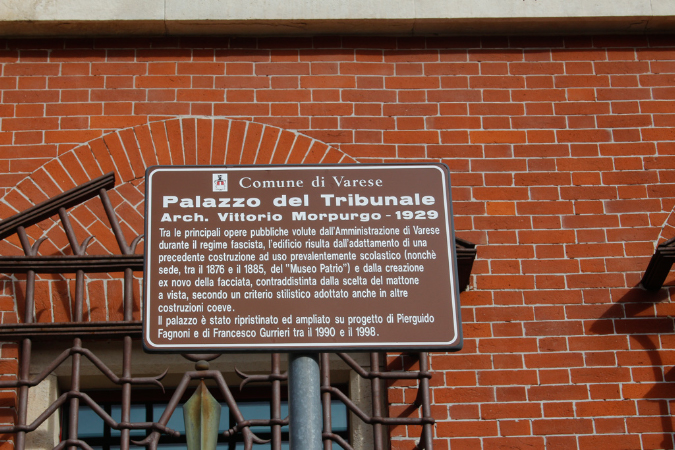 Comune di Varese
Palazzo del Tribunale
Arch. Vittorio Morpurgo - 1929
Tra le principali opere pubbliche volute dall'Amministrazione di Varese
durante il regime fascista, l'edificio risulta dall'adattamento di una
precedente costruzione ad uso prevalentemente scolastico (nonchè
sede, tra il 1876 e il 1885, del "Museo Patrio") e dalla creazione
ex novo della facciata, contraddistinta dalla scelta del mattone
a vista, secondo un criterio stilistico adottato anche in altre
costruzioni coeve.
Il palazzo è stato ripristinato ed ampliato su progetto di Pierguido
Fagnoni e di Francesco Gurrieri tra il 1990 e il 1998.